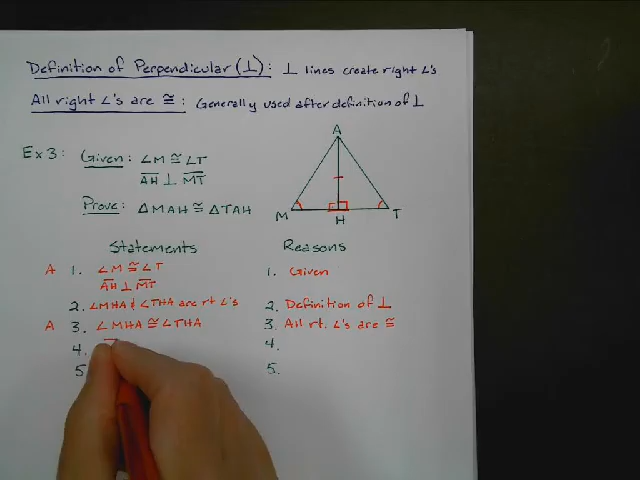 Definition of Perpendicular (⊥): ⊥ lines create right ∠'s
All right ∠'s are ≅: Generally used after definition of ⊥
Ex 3: Given: ∠M ≅ ∠T
AH ⊥ MT
Prove: △MAH ≅ △TAH
A
M H T
Statements Reasons
A 1. ∠M ≅ ∠T 1. Given
AH ⊥ MT
2. ∠MHA & ∠THA are rt ∠'s 2. Definition of ⊥
A 3. ∠MHA ≅ ∠THA 3. All rt. ∠'s are ≅
4. 4.
5 5.